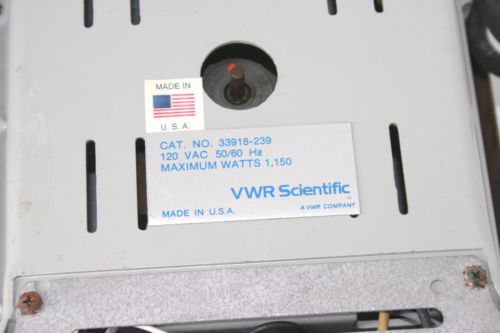 MADE IN
U.S.A.
CAT. NO. 33918-239
120 VAC 50/60 Hz
MAXIMUM WATTS 1,150
VWR Scientific
MADE IN U.S.A.
A VWR COMPANY